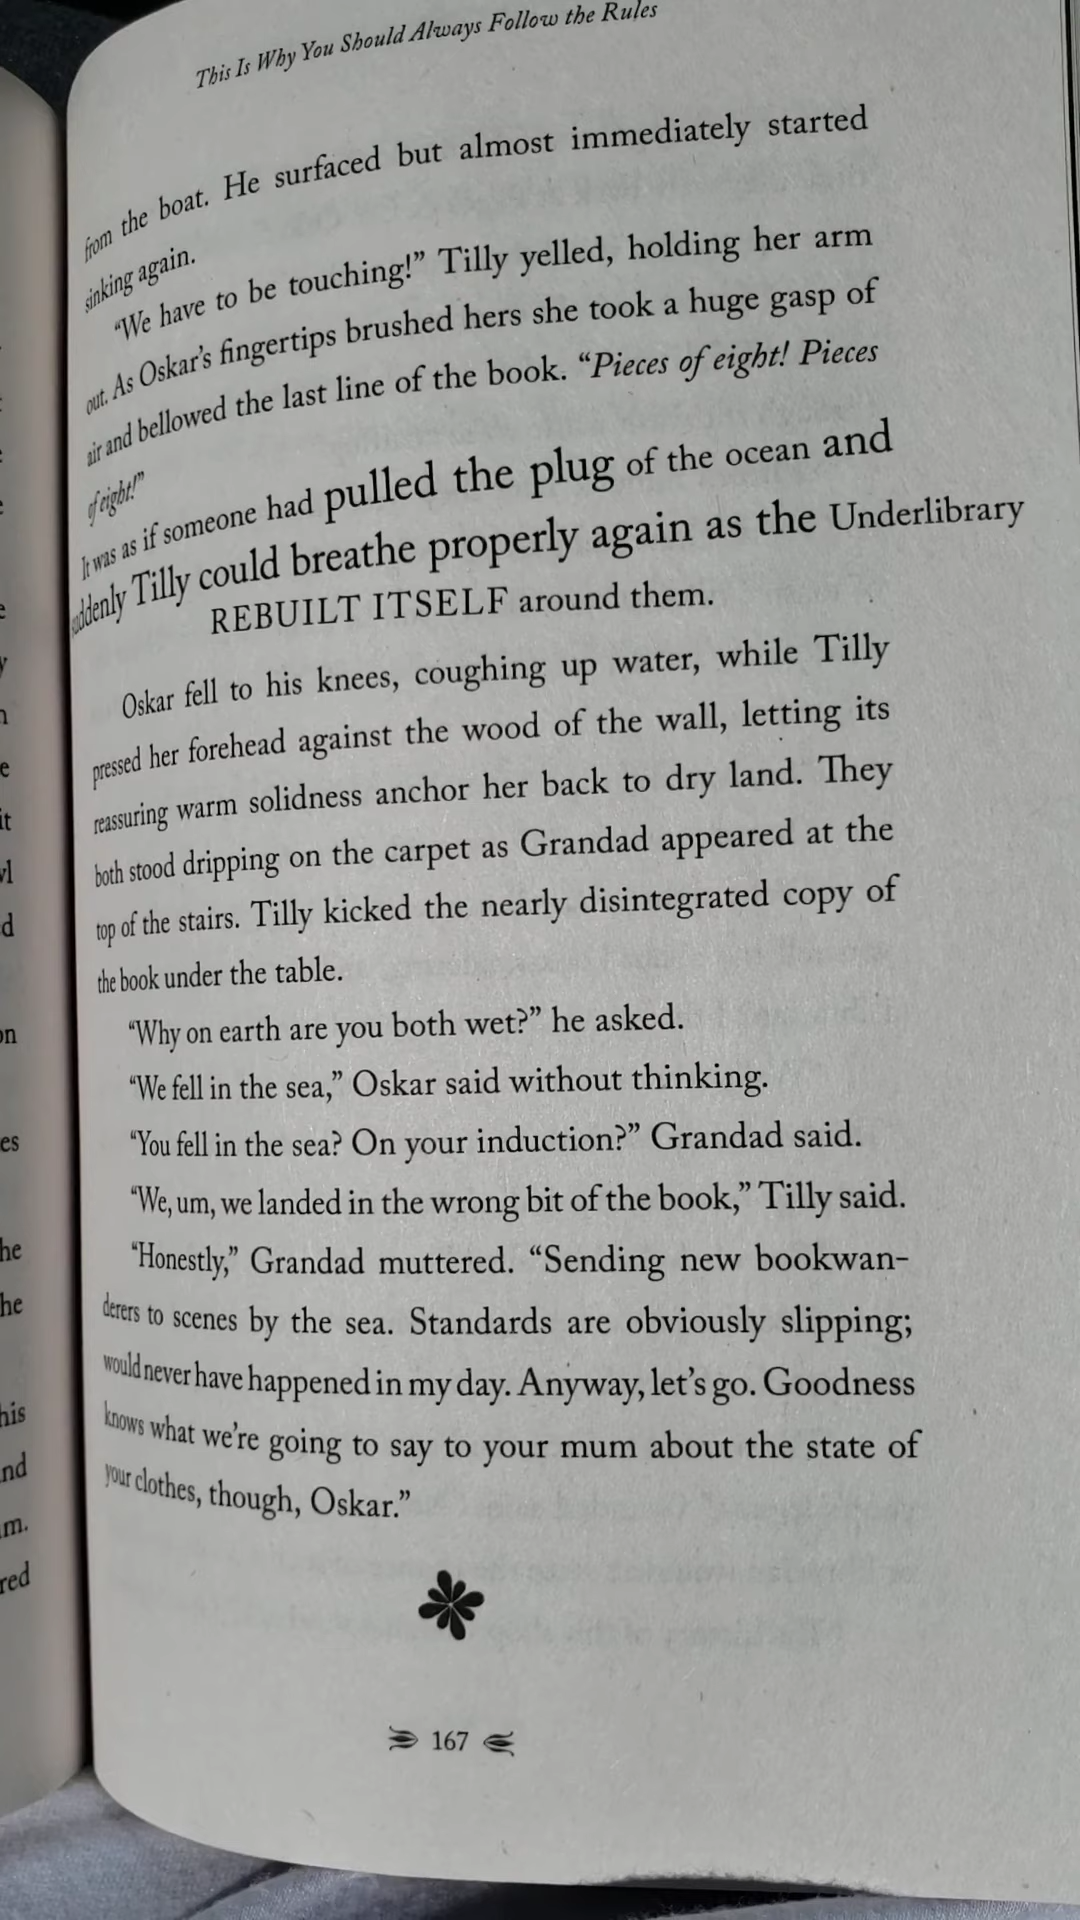 This Is Why You Should Always Follow the Rules
from the boat. He surfaced but almost immediately started
sinking again.
“We have to be touching!” Tilly yelled, holding her arm
out. As Oskar’s fingertips brushed hers she took a huge gasp of
air and bellowed the last line of the book. “Pieces of eight! Pieces
of eight!”
It was as if someone had pulled the plug of the ocean and
suddenly Tilly could breathe properly again as the Underlibrary
REBUILT ITSELF around them.
Oskar fell to his knees, coughing up water, while Tilly
pressed her forehead against the wood of the wall, letting its
reassuring warm solidness anchor her back to dry land. They
both stood dripping on the carpet as Grandad appeared at the
top of the stairs. Tilly kicked the nearly disintegrated copy of
the book under the table.
“Why on earth are you both wet?” he asked.
“We fell in the sea,” Oskar said without thinking.
“You fell in the sea? On your induction?” Grandad said.
“We, um, we landed in the wrong bit of the book,” Tilly said.
“Honestly,” Grandad muttered. “Sending new bookwan-
derers to scenes by the sea. Standards are obviously slipping;
would never have happened in my day. Anyway, let’s go. Goodness
knows what we’re going to say to your mum about the state of
your clothes, though, Oskar.”
167